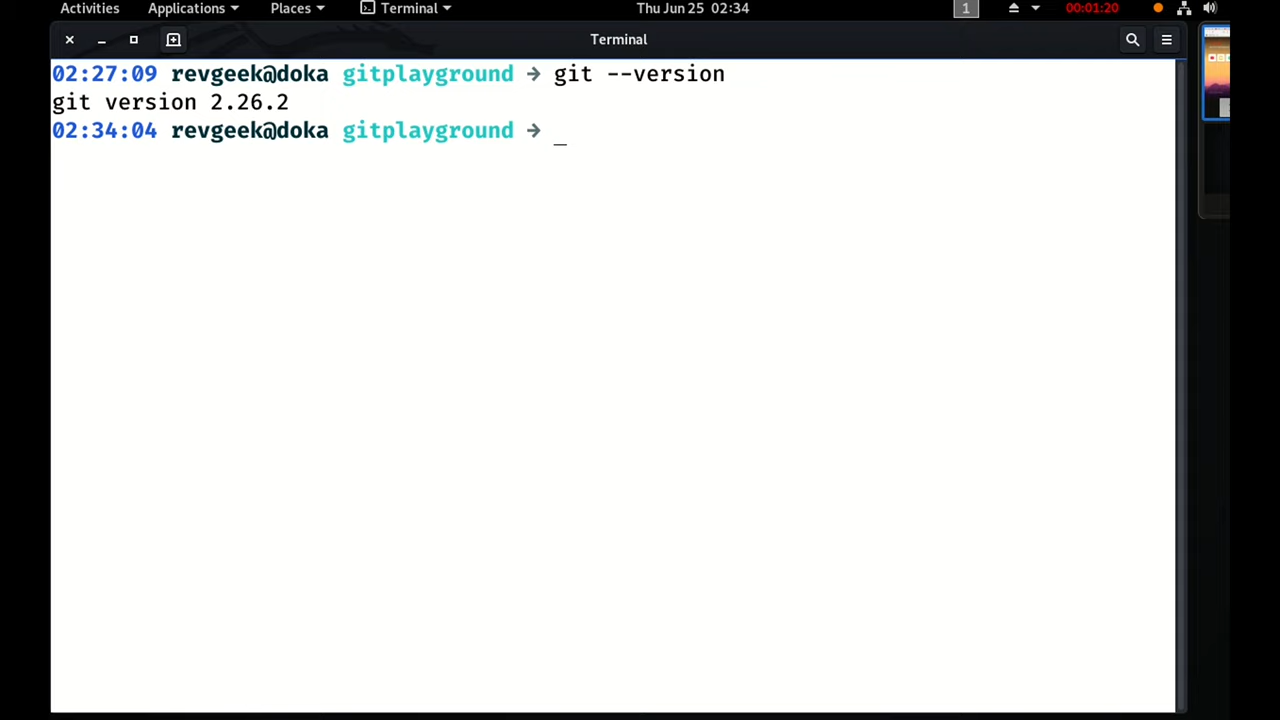 Activities Applications Places Terminal Thu Jun 25 02:34 1 00:01:20
Terminal
02:27:09 revgeek@doka gitplayground → git --version
git version 2.26.2
02:34:04 revgeek@doka gitplayground → _